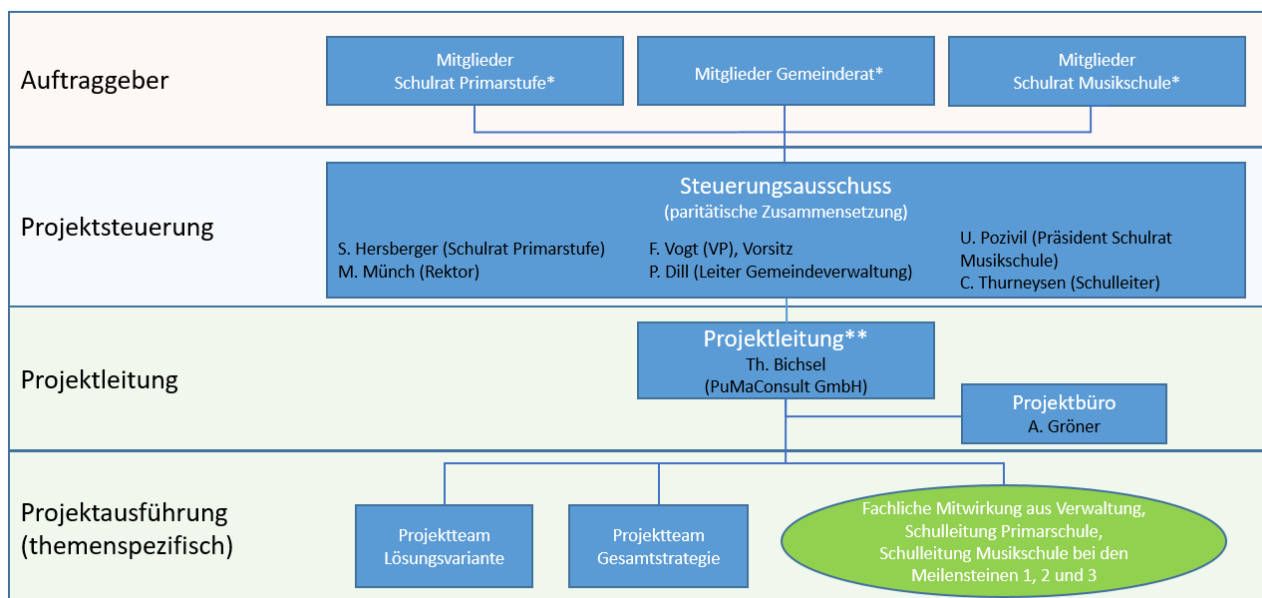 Auftraggeber
Mitglieder
Schulrat Primarstufe*
Mitglieder Gemeinderat*
Mitglieder
Schulrat Musikschule*
Projektsteuerung
Steuerungsausschuss
(paritätische Zusammensetzung)
S. Hersberger (Schulrat Primarstufe)
M. Münch (Rektor)
F. Vogt (VP), Vorsitz
P. Dill (Leiter Gemeindeverwaltung)
U. Pozivil (Präsident Schulrat
Musikschule)
C. Thurneysen (Schulleiter)
Projektleitung
Projektleitung**
Th. Bichsel
(PuMaConsult GmbH)
Projektbüro
A. Gröner
Projektausführung
(themenspezifisch)
Projektteam
Lösungsvariante
Projektteam
Gesamtstrategie
Fachliche Mitwirkung aus Verwaltung,
Schulleitung Primarschule,
Schulleitung Musikschule bei den
Meilensteinen 1, 2 und 3